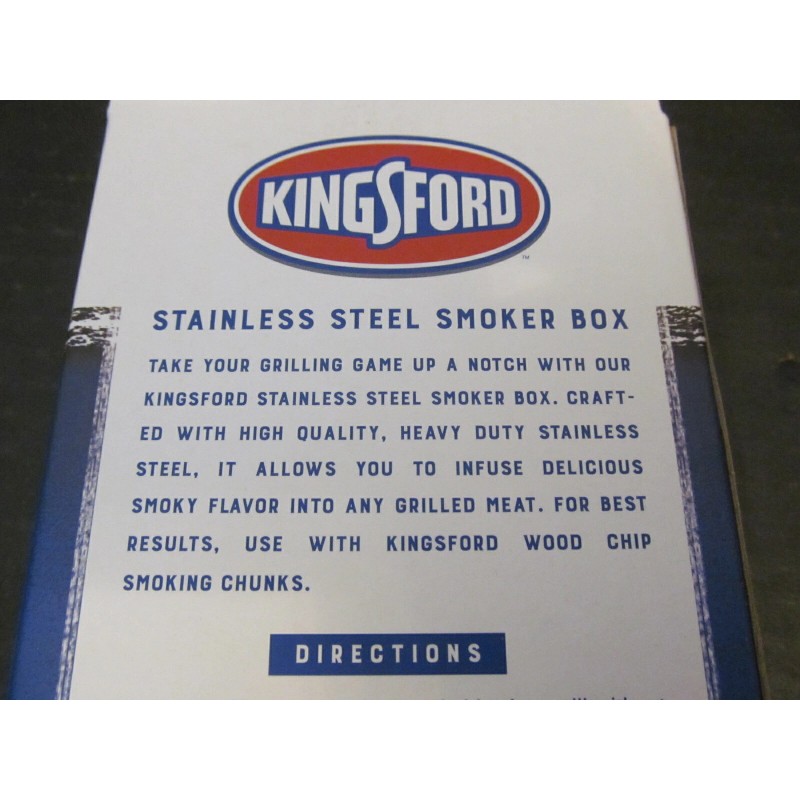 KINGSFORD
™
STAINLESS STEEL SMOKER BOX
TAKE YOUR GRILLING GAME UP A NOTCH WITH OUR
KINGSFORD STAINLESS STEEL SMOKER BOX. CRAFT-
ED WITH HIGH QUALITY, HEAVY DUTY STAINLESS
STEEL, IT ALLOWS YOU TO INFUSE DELICIOUS
SMOKY FLAVOR INTO ANY GRILLED MEAT. FOR BEST
RESULTS, USE WITH KINGSFORD WOOD CHIP
SMOKING CHUNKS.
DIRECTIONS